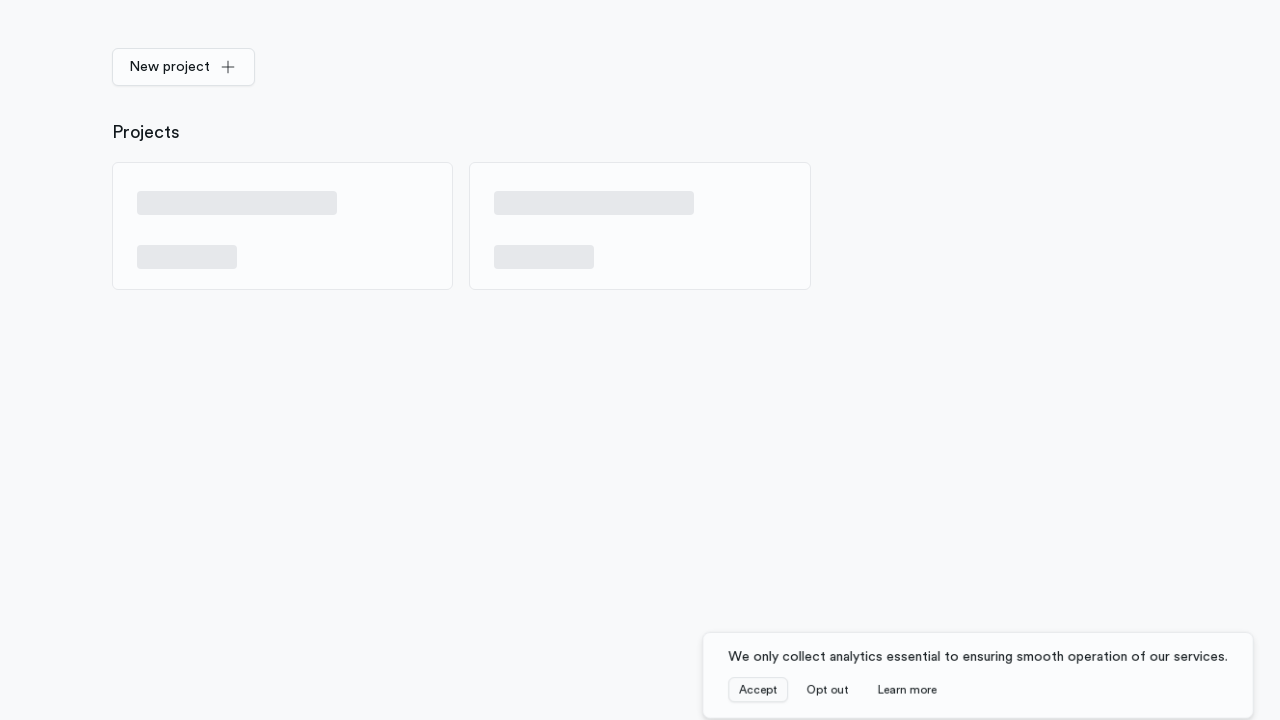 New project
Projects
We only collect analytics essential to ensuring smooth operation of our services.
Accept Opt out Learn more